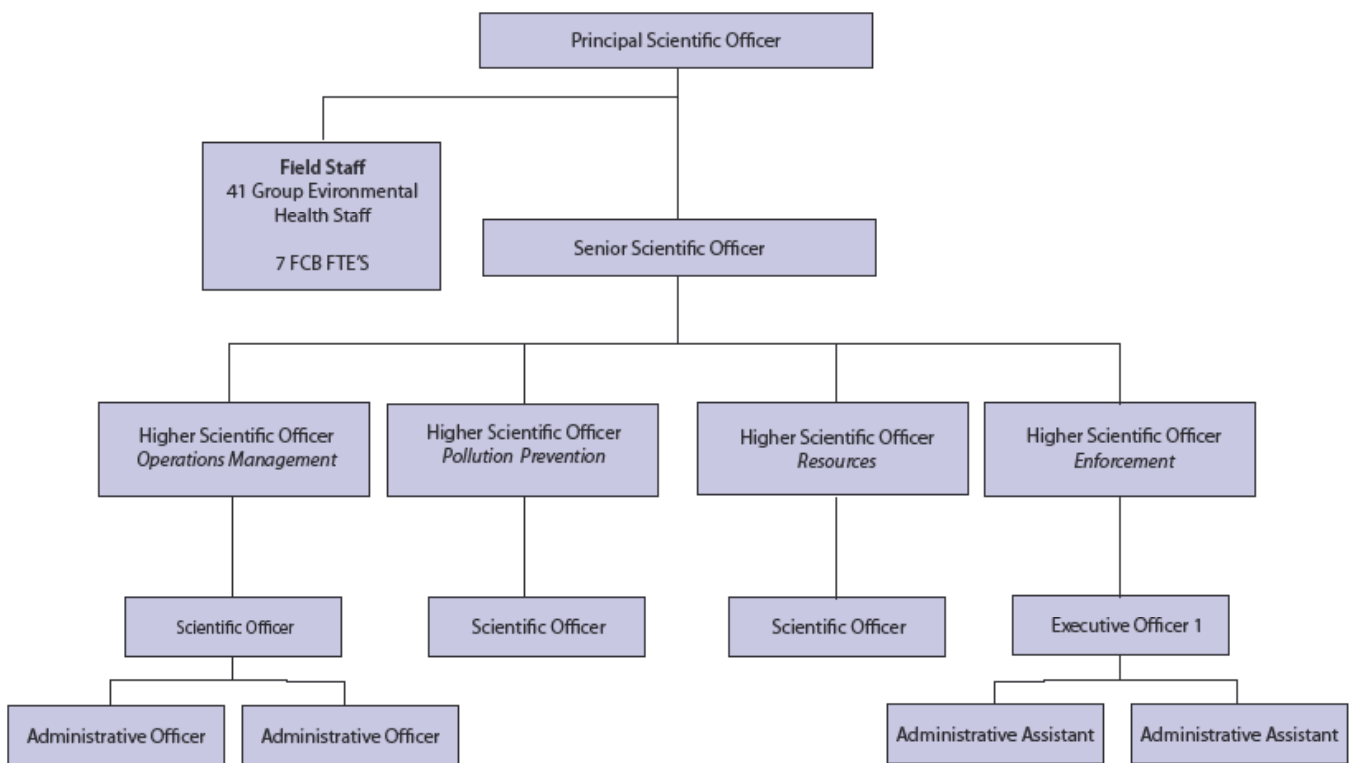 Principal Scientific Officer
Field Staff
41 Group Evironmental
Health Staff
7 FCB FTE'S
Senior Scientific Officer
Higher Scientific Officer
Operations Management
Higher Scientific Officer
Pollution Prevention
Higher Scientific Officer
Resources
Higher Scientific Officer
Enforcement
Scientific Officer
Scientific Officer
Scientific Officer
Executive Officer 1
Administrative Officer
Administrative Officer
Administrative Assistant
Administrative Assistant